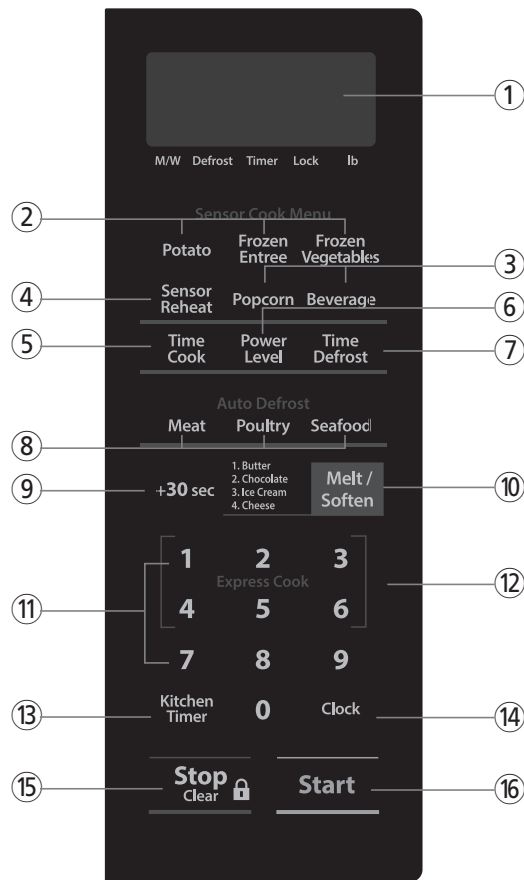 ①
M/W Defrost Timer Lock lb
② Sensor Cook Menu
Potato Frozen Entree Frozen Vegetables
③
④ Sensor Reheat Popcorn Beverage
⑥
⑤ Time Cook Power Level Time Defrost ⑦
Auto Defrost
Meat Poultry Seafood
⑧
⑨ +30 sec
1. Butter
2. Chocolate
3. Ice Cream
4. Cheese
Melt / Soften ⑩
1 2 3
Express Cook ⑫
⑪ 4 5 6
7 8 9
⑬ Kitchen Timer 0 Clock ⑭
⑮ Stop Clear Start ⑯